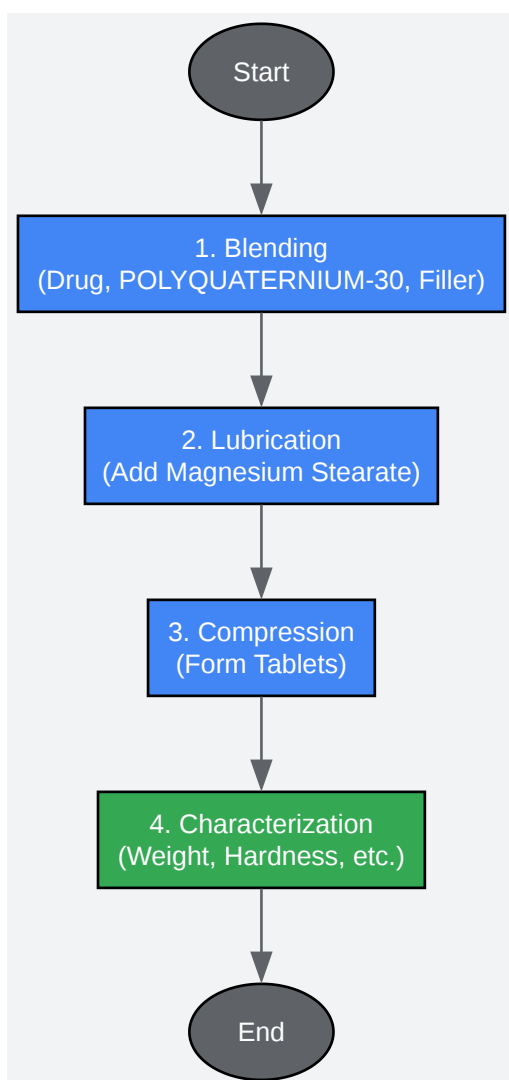 Start
1. Blending
(Drug, POLYQUATERNIUM-30, Filler)
2. Lubrication
(Add Magnesium Stearate)
3. Compression
(Form Tablets)
4. Characterization
(Weight, Hardness, etc.)
End